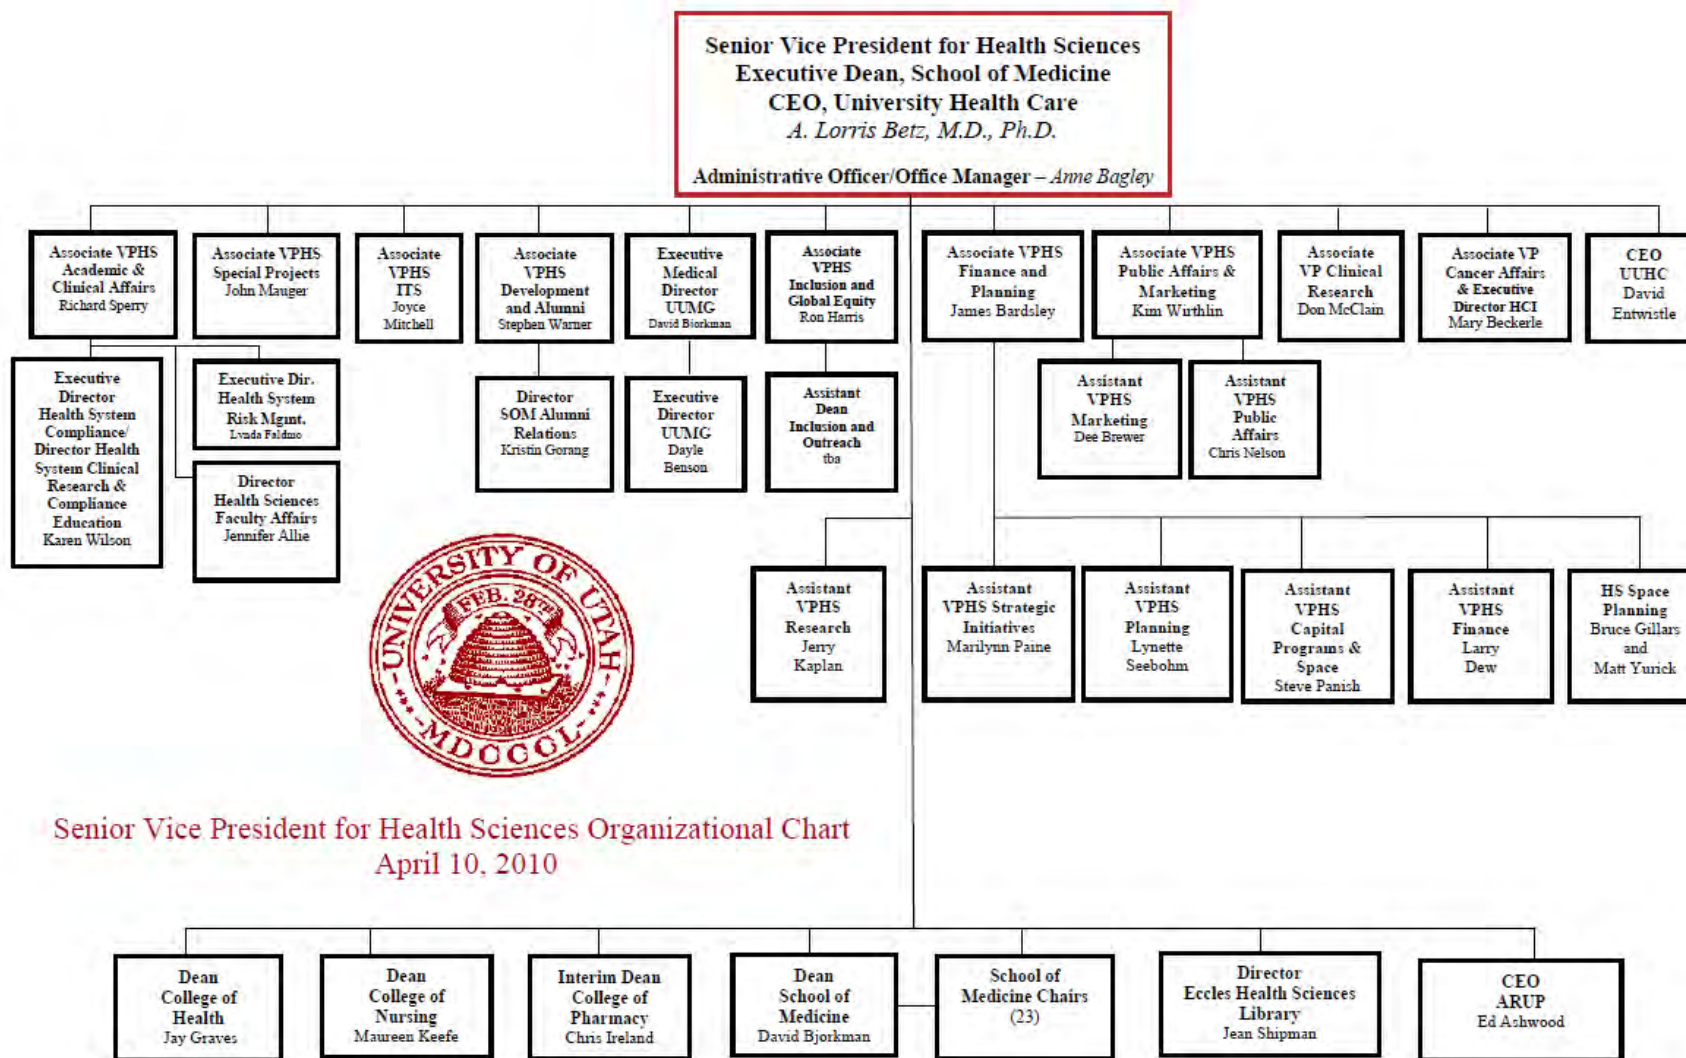 Senior Vice President for Health Sciences
Executive Dean, School of Medicine
CEO, University Health Care
A. Lorris Betz, M.D., Ph.D.
Administrative Officer/Office Manager – Anne Bagley
Associate VPHS
Academic &
Clinical Affairs
Richard Sperry
Associate VPHS
Special Projects
John Mauger
Associate
VPHS
ITS
Joyce
Mitchell
Associate
VPHS
Development
and Alumni
Stephen Warner
Executive
Medical
Director
UUMG
David Bjorkman
Associate
VPHS
Inclusion and
Global Equity
Ron Harris
Associate VPHS
Finance and
Planning
James Bardsley
Associate VPHS
Public Affairs &
Marketing
Kim Wirthlin
Associate
VP Clinical
Research
Don McClain
Associate VP
Cancer Affairs
& Executive
Director HCI
Mary Beckerle
CEO
UUHC
David
Entwistle
Executive
Director
Health System
Compliance/
Director Health
System Clinical
Research &
Compliance
Education
Karen Wilson
Executive Dir.
Health System
Risk Mgmt.
Lynda Faldmo
Director
Health Sciences
Faculty Affairs
Jennifer Allie
Director
SOM Alumni
Relations
Kristin Gorang
Executive
Director
UUMG
Dayle
Benson
Assistant
Dean
Inclusion and
Outreach
tba
Assistant
VPHS
Marketing
Dee Brewer
Assistant
VPHS
Public
Affairs
Chris Nelson
Assistant
VPHS
Research
Jerry
Kaplan
Assistant
VPHS Strategic
Initiatives
Marilynn Paine
Assistant
VPHS
Planning
Lynette
Seebohm
Assistant
VPHS
Capital
Programs &
Space
Steve Panish
Assistant
VPHS
Finance
Larry
Dew
HS Space
Planning
Bruce Gillars
and
Matt Yurick
UNIVERSITY OF UTAH
FEB. 28TH
MDCCCL
Senior Vice President for Health Sciences Organizational Chart
April 10, 2010
Dean
College of
Health
Jay Graves
Dean
College of
Nursing
Maureen Keefe
Interim Dean
College of
Pharmacy
Chris Ireland
Dean
School of
Medicine
David Bjorkman
School of
Medicine Chairs
(23)
Director
Eccles Health Sciences
Library
Jean Shipman
CEO
ARUP
Ed Ashwood